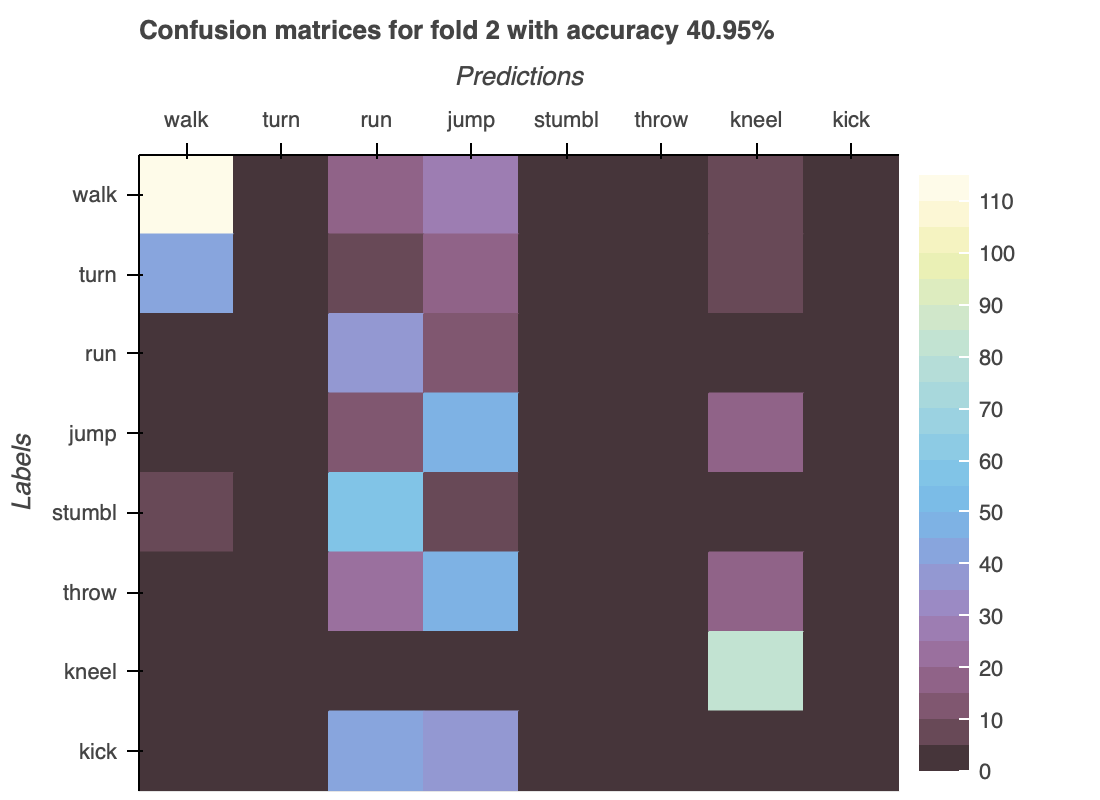 Confusion matrices for fold 2 with accuracy 40.95%
Predictions
walk turn run jump stumbl throw kneel kick
walk
turn
run
jump
stumbl
throw
kneel
kick
Labels
110
100
90
80
70
60
50
40
30
20
10
0